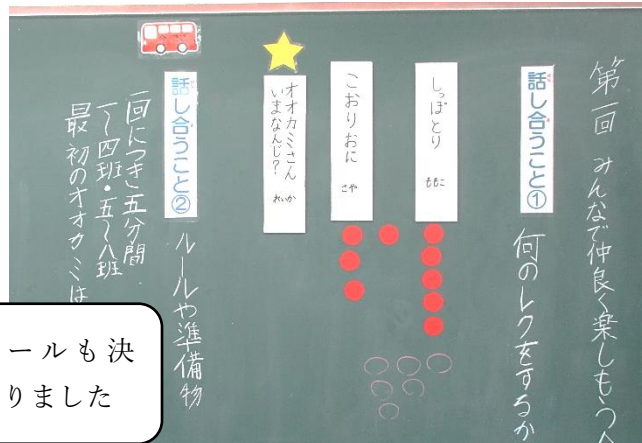 第一回 みんなで仲良く楽しもう会
話し合うこと①
何のレクをするか
しっぽとり
ももこ
こおりおに
さや
オオカミさん
いまなんじ?
れいか
話し合うこと②
ルールや準備物
一回につき五分間
一〜四班・五〜八班
最初のオオカミは
ールも決
りました